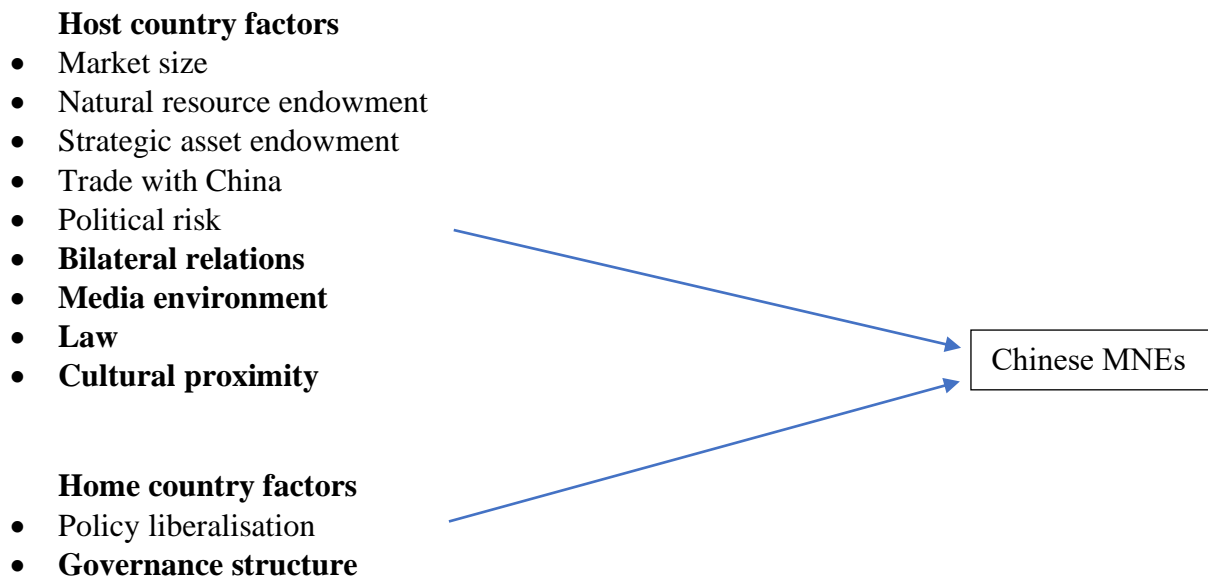 Host country factors
• Market size
• Natural resource endowment
• Strategic asset endowment
• Trade with China
• Political risk
• Bilateral relations
• Media environment
• Law
• Cultural proximity
Chinese MNEs
Home country factors
• Policy liberalisation
• Governance structure